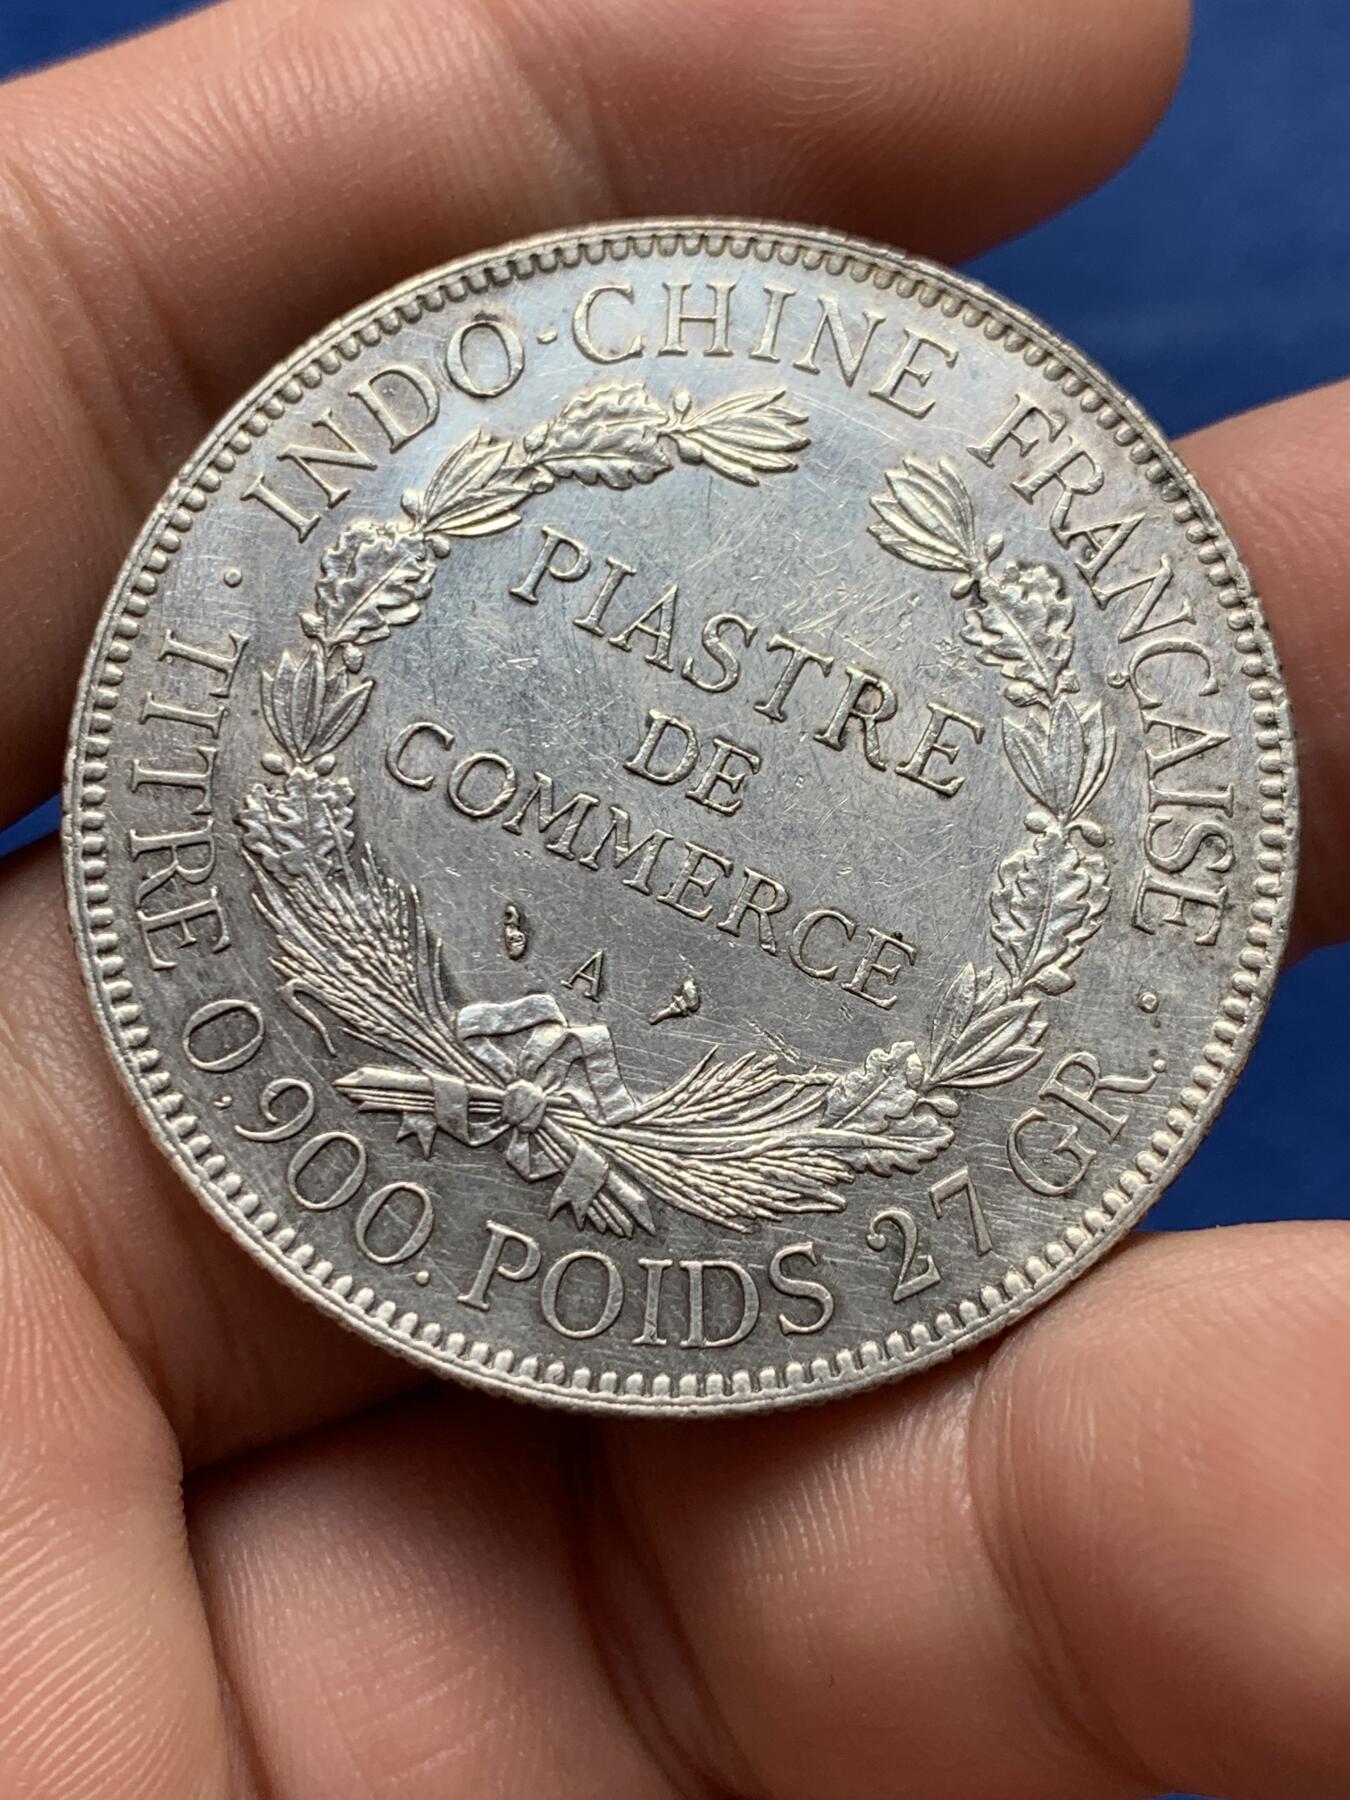 INDO-CHINE FRANÇAISE
PIASTRE
DE
COMMERCE
A
· TITRE 0,900. POIDS 27 GR. ·